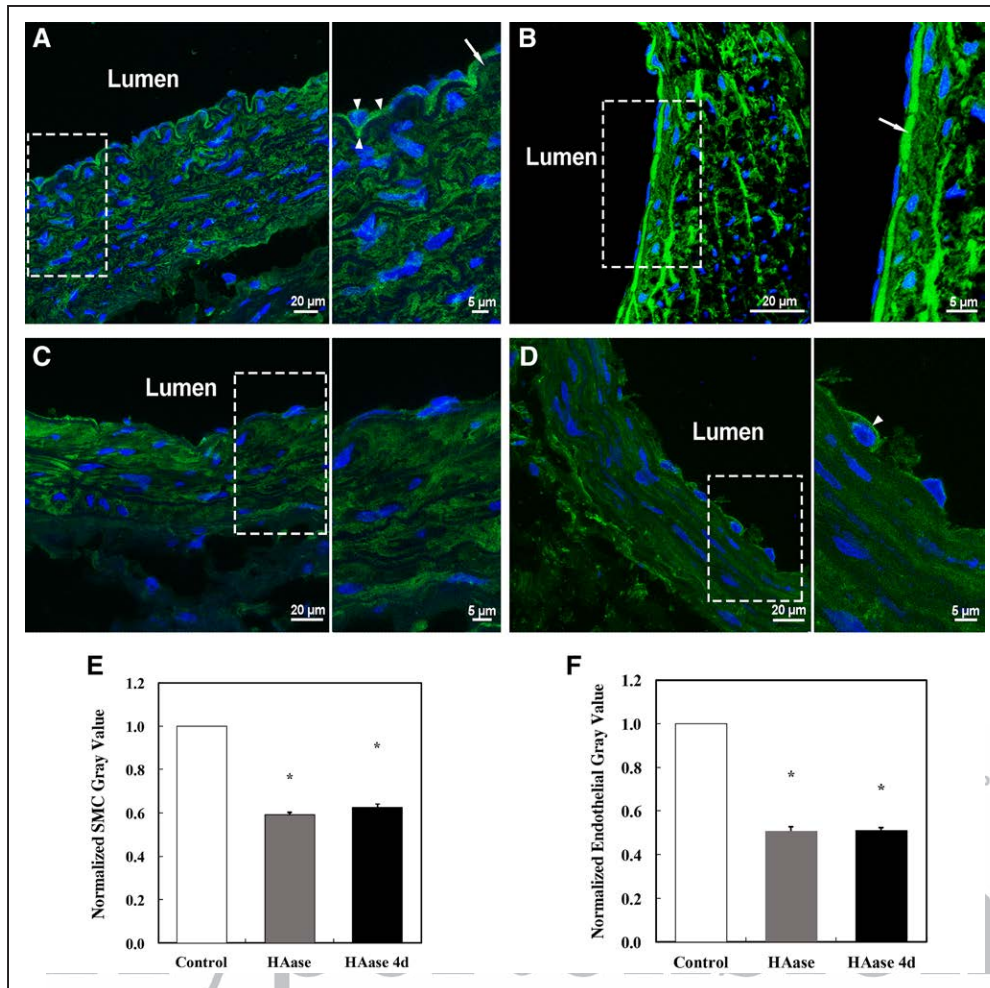 A
Lumen
20 µm
5 µm
B
Lumen
20 µm
5 µm
C
Lumen
20 µm
5 µm
D
Lumen
20 µm
5 µm
E
Normalized SMC Gray Value
1.2
1.0
0.8
0.6
0.4
0.2
0.0
*
*
Control
HAase
HAase 4d
F
Normalized Endothelial Gray Value
1.2
1.0
0.8
0.6
0.4
0.2
0.0
*
*
Control
HAase
HAase 4d